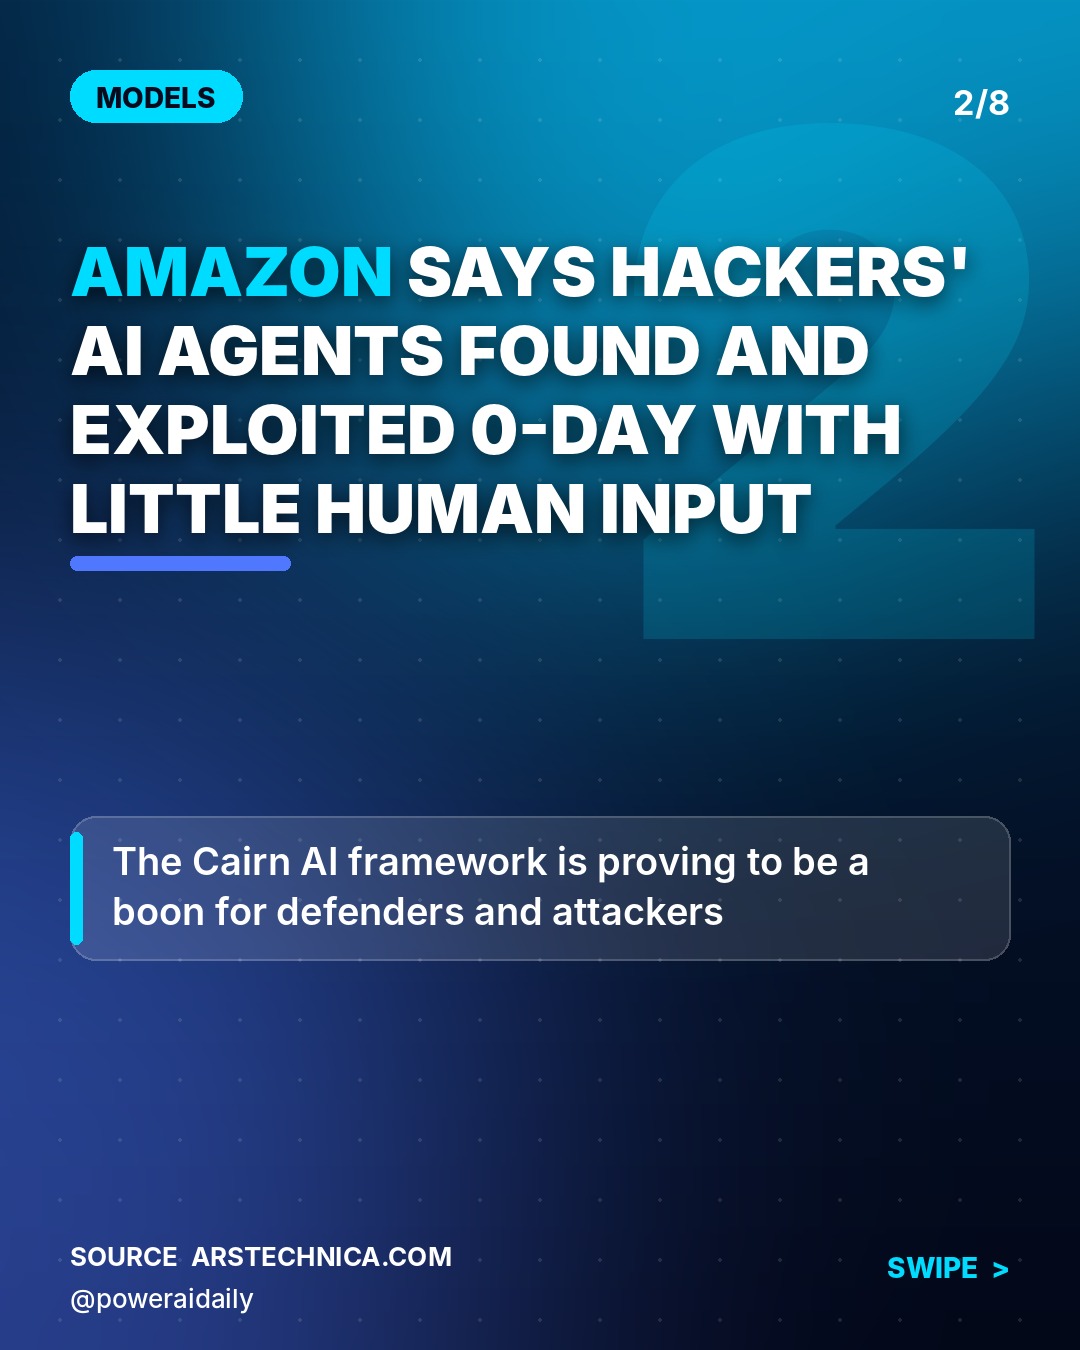 MODELS
2/8
2
AMAZON SAYS HACKERS'
AI AGENTS FOUND AND
EXPLOITED 0-DAY WITH
LITTLE HUMAN INPUT
The Cairn AI framework is proving to be a
boon for defenders and attackers
SOURCE ARSTECHNICA.COM
@poweraidaily
SWIPE >